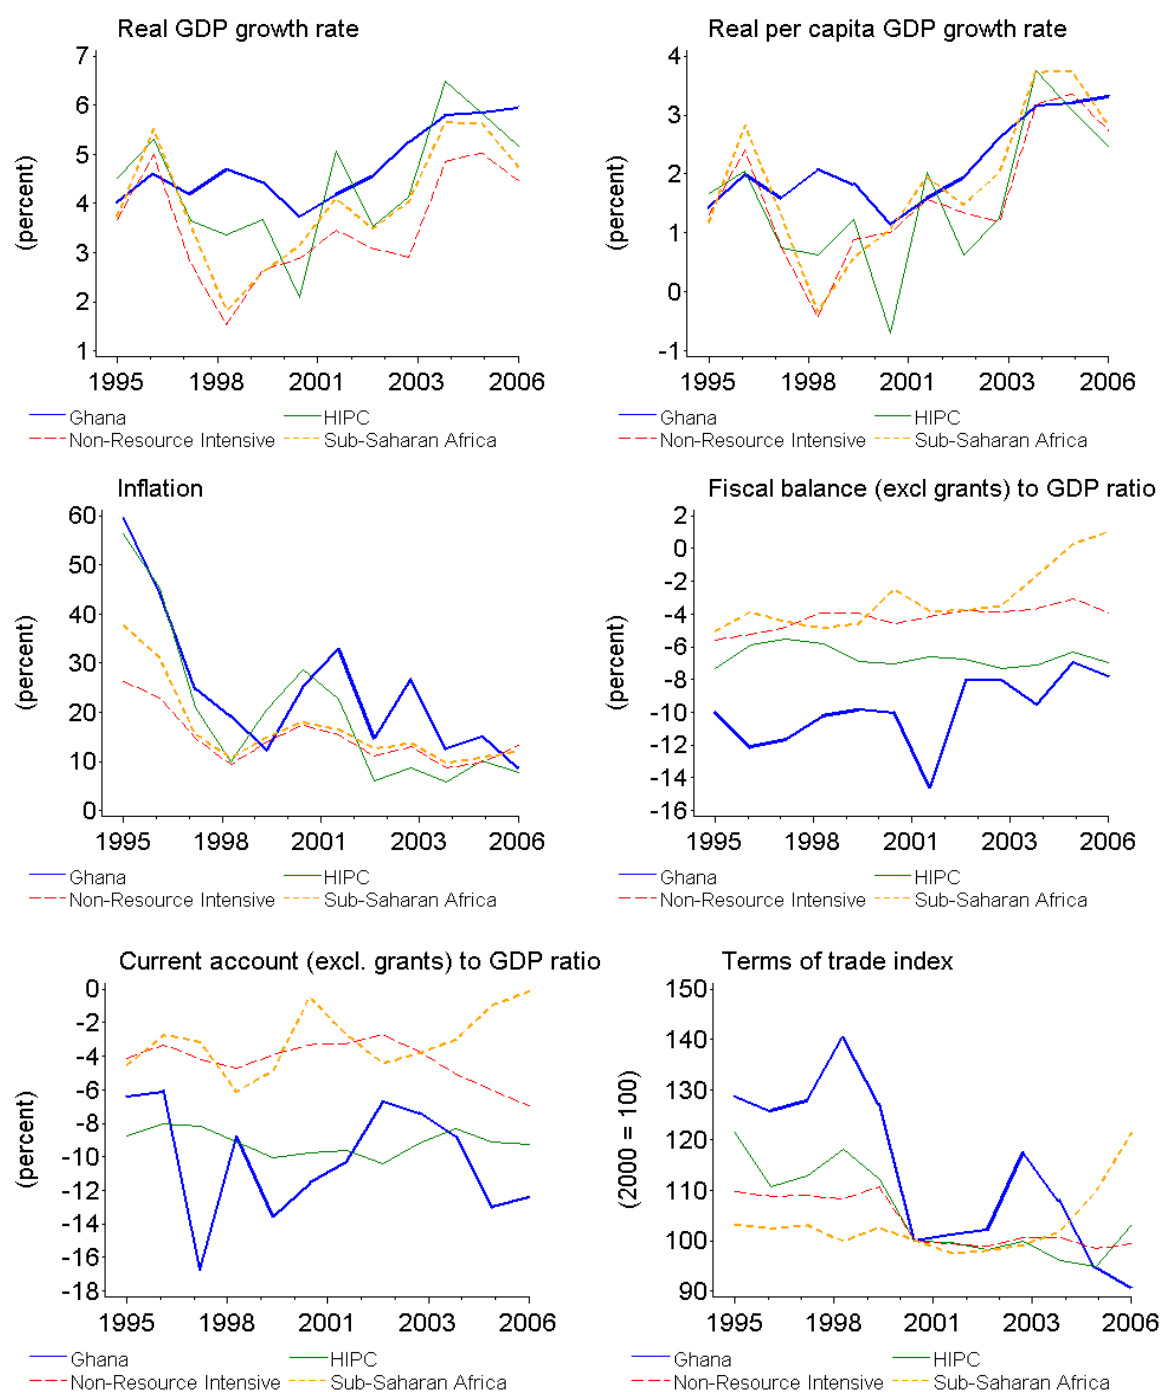 Real GDP growth rate
7
6
5
4
3
2
1
(percent)
1995 1998 2001 2003 2006
Ghana HIPC
Non-Resource Intensive Sub-Saharan Africa
Real per capita GDP growth rate
4
3
2
1
0
-1
(percent)
1995 1998 2001 2003 2006
Ghana HIPC
Non-Resource Intensive Sub-Saharan Africa
Inflation
60
50
40
30
20
10
0
(percent)
1995 1998 2001 2003 2006
Ghana HIPC
Non-Resource Intensive Sub-Saharan Africa
Fiscal balance (excl grants) to GDP ratio
2
0
-2
-4
-6
-8
-10
-12
-14
-16
(percent)
1995 1998 2001 2003 2006
Ghana HIPC
Non-Resource Intensive Sub-Saharan Africa
Current account (excl. grants) to GDP ratio
0
-2
-4
-6
-8
-10
-12
-14
-16
-18
(percent)
1995 1998 2001 2003 2006
Ghana HIPC
Non-Resource Intensive Sub-Saharan Africa
Terms of trade index
150
140
130
120
110
100
90
(2000 = 100)
1995 1998 2001 2003 2006
Ghana HIPC
Non-Resource Intensive Sub-Saharan Africa